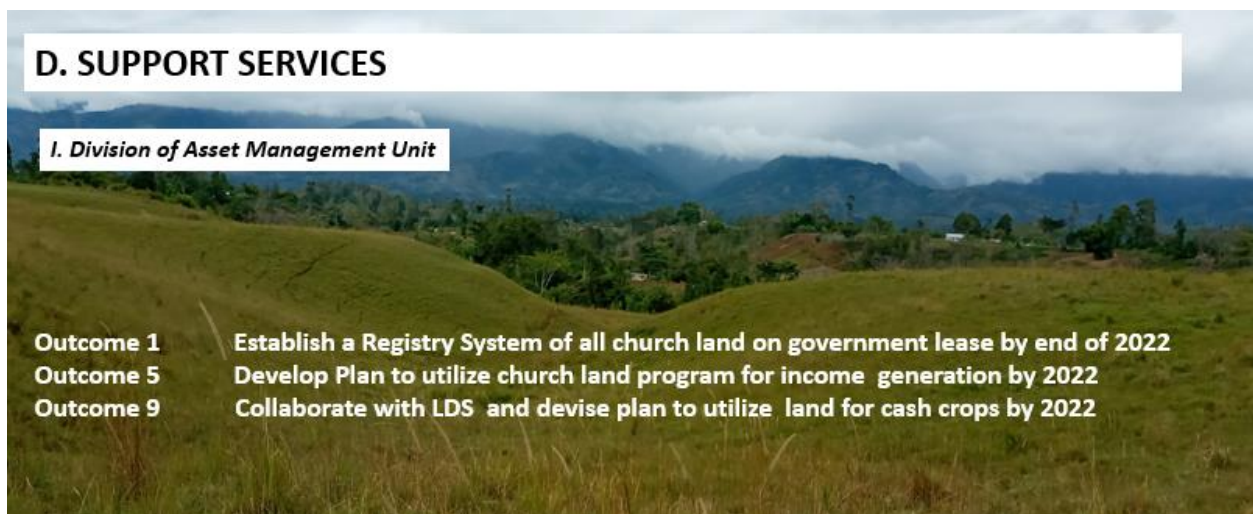 D. SUPPORT SERVICES
I. Division of Asset Management Unit
Outcome 1 Establish a Registry System of all church land on government lease by end of 2022
Outcome 5 Develop Plan to utilize church land program for income generation by 2022
Outcome 9 Collaborate with LDS and devise plan to utilize land for cash crops by 2022